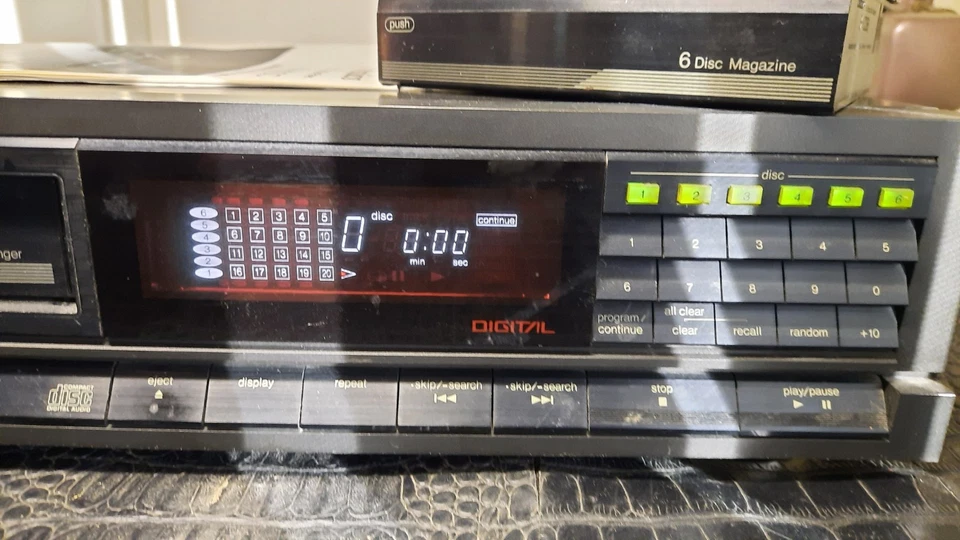 push
6 Disc Magazine
nger
disc
1 2 3 4 5 6
6
5
4
3
2
1
1 2 3 4 5
6 7 8 9 10
11 12 13 14 15
16 17 18 19 20
0 disc
0:00
min sec
continue
DIGITAL
1 2 3 4 5
6 7 8 9 0
program/
continue
all clear
clear
recall
random
+10
COMPACT
disc
DIGITAL AUDIO
eject
display
repeat
·skip/-search
·skip/-search
stop
play/pause